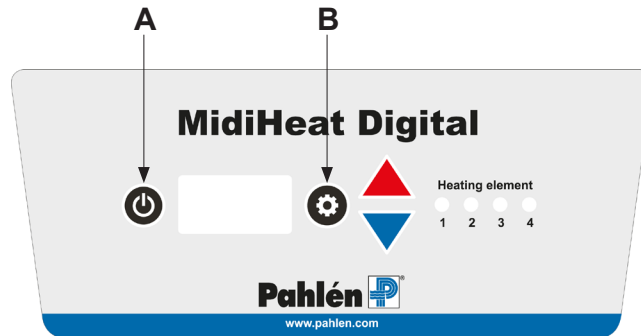 A B
MidiHeat Digital
Heating element
1 2 3 4
Pahlén ®
www.pahlen.com